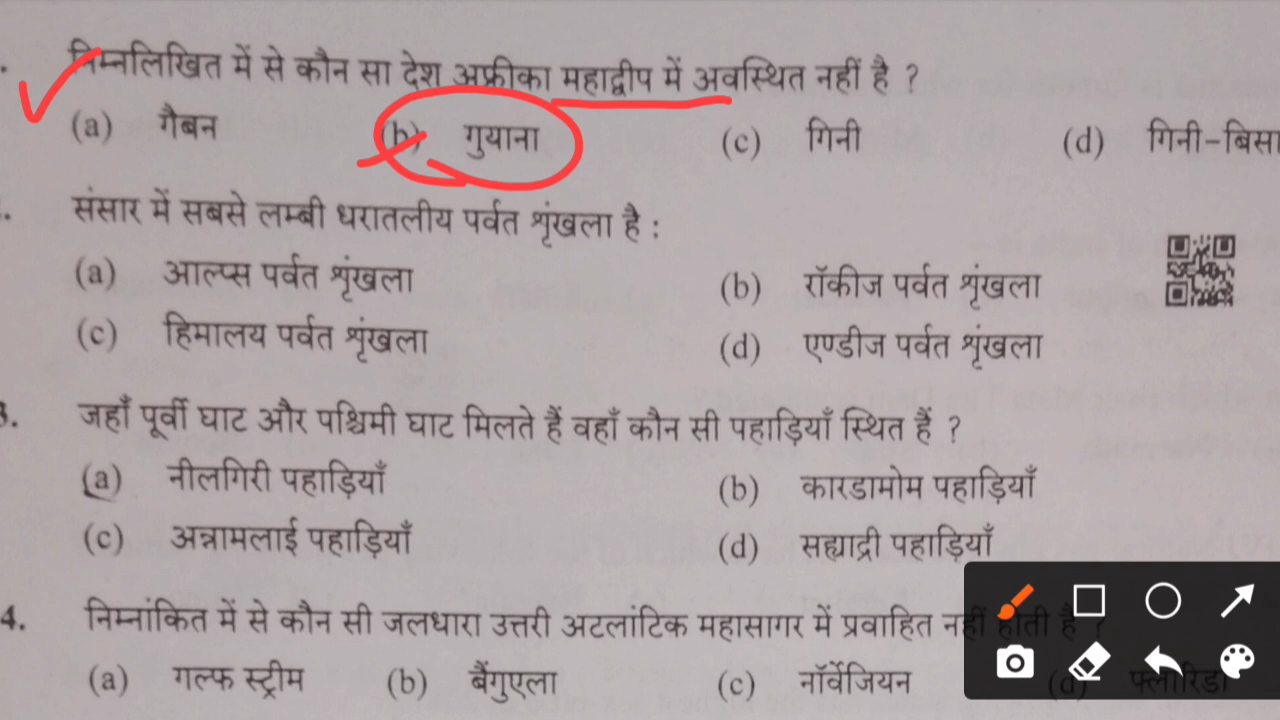 निम्नलिखित में से कौन सा देश अफ्रीका महाद्वीप में अवस्थित नहीं है ?
(a) गैबन (b) गुयाना (c) गिनी (d) गिनी-बिसा
संसार में सबसे लम्बी धरातलीय पर्वत शृंखला है :
(a) आल्प्स पर्वत शृंखला (b) रॉकीज पर्वत शृंखला
(c) हिमालय पर्वत शृंखला (d) एण्डीज पर्वत शृंखला
3. जहाँ पूर्वी घाट और पश्चिमी घाट मिलते हैं वहाँ कौन सी पहाड़ियाँ स्थित हैं ?
(a) नीलगिरी पहाड़ियाँ (b) कारडामोम पहाड़ियाँ
(c) अन्नामलाई पहाड़ियाँ (d) सह्याद्री पहाड़ियाँ
4. निम्नांकित में से कौन सी जलधारा उत्तरी अटलांटिक महासागर में प्रवाहित नहीं होती है ?
(a) गल्फ स्ट्रीम (b) बैंगुएला (c) नॉर्वेजियन (d) फ्लोरिडा